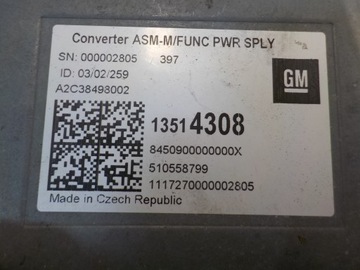 Converter ASM-M/FUNC PWR SPLY
SN: 000002805 397
ID: 03/02/259
A2C38498002
GM
13514308
8450900000000X
510558799
1117270000002805
Made in Czech Republic